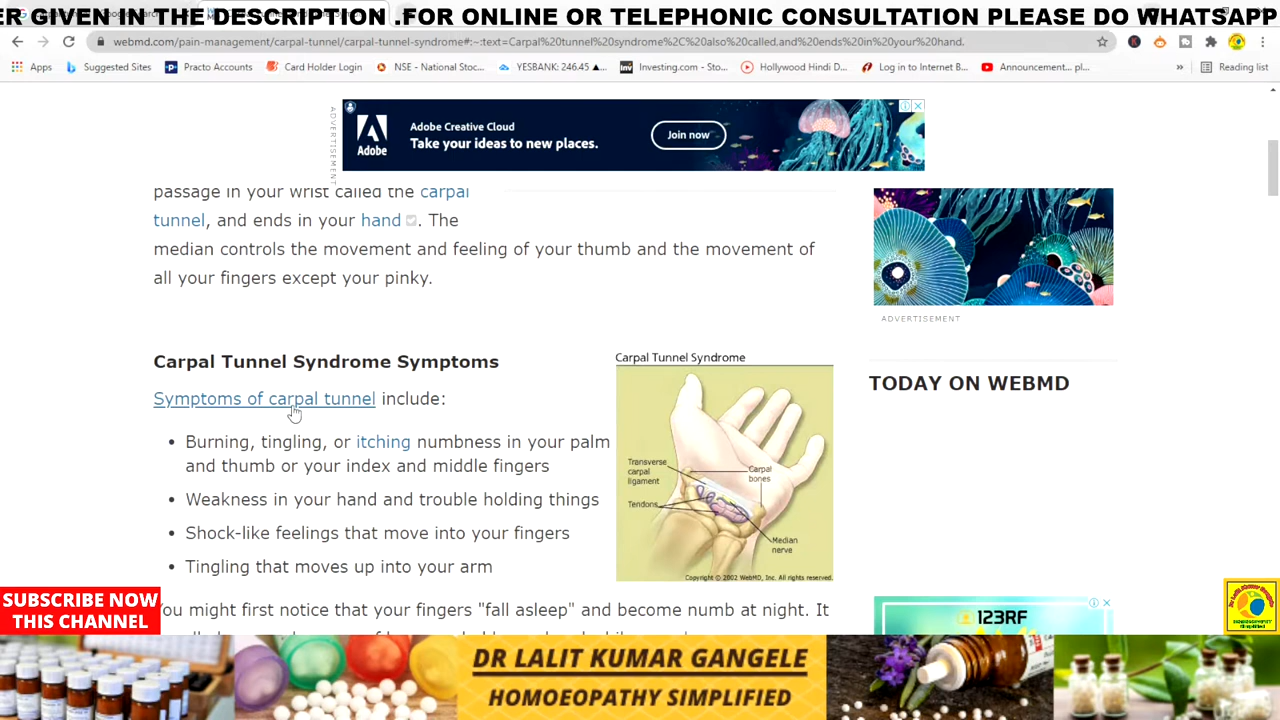 ER GIVEN IN THE DESCRIPTION .FOR ONLINE OR TELEPHONIC CONSULTATION PLEASE DO WHATSAPP
webmd.com/pain-management/carpal-tunnel/carpal-tunnel-syndrome#:~:text=Carpal%20tunnel%20syndrome%2C%20also%20called,and%20ends%20in%20your%20hand.
Apps Suggested Sites Practo Accounts Card Holder Login NSE - National Stoc... YESBANK: 246.45 ▲... Investing.com - Sto... Hollywood Hindi D... Log in to Internet B... Announcement... pl... » Reading list
ADVERTISEMENT
Adobe
Adobe Creative Cloud
Take your ideas to new places.
Join now
passage in your wrist called the carpal
tunnel, and ends in your hand. The
median controls the movement and feeling of your thumb and the movement of
all your fingers except your pinky.
ADVERTISEMENT
Carpal Tunnel Syndrome Symptoms
Symptoms of carpal tunnel include:
• Burning, tingling, or itching numbness in your palm
and thumb or your index and middle fingers
• Weakness in your hand and trouble holding things
• Shock-like feelings that move into your fingers
• Tingling that moves up into your arm
You might first notice that your fingers "fall asleep" and become numb at night. It
Carpal Tunnel Syndrome
Transverse
carpal
ligament
Carpal
bones
Tendons
Median
nerve
Copyright © 2002 WebMD, Inc. All rights reserved.
TODAY ON WEBMD
123RF
SUBSCRIBE NOW
THIS CHANNEL
DR LALIT KUMAR GANGELE
HOMOEOPATHY SIMPLIFIED